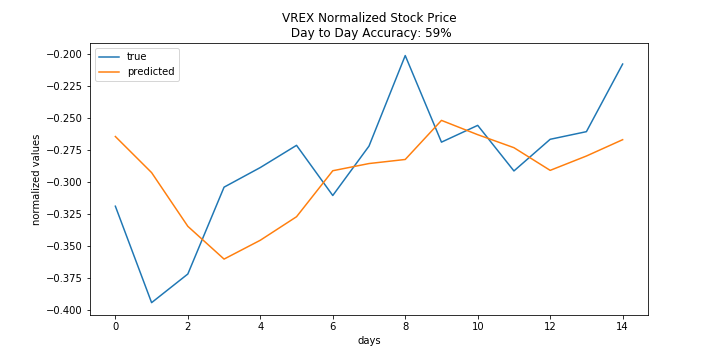 VREX Normalized Stock Price
Day to Day Accuracy: 59%
true
predicted
normalized values
−0.200
−0.225
−0.250
−0.275
−0.300
−0.325
−0.350
−0.375
−0.400
0 2 4 6 8 10 12 14
days